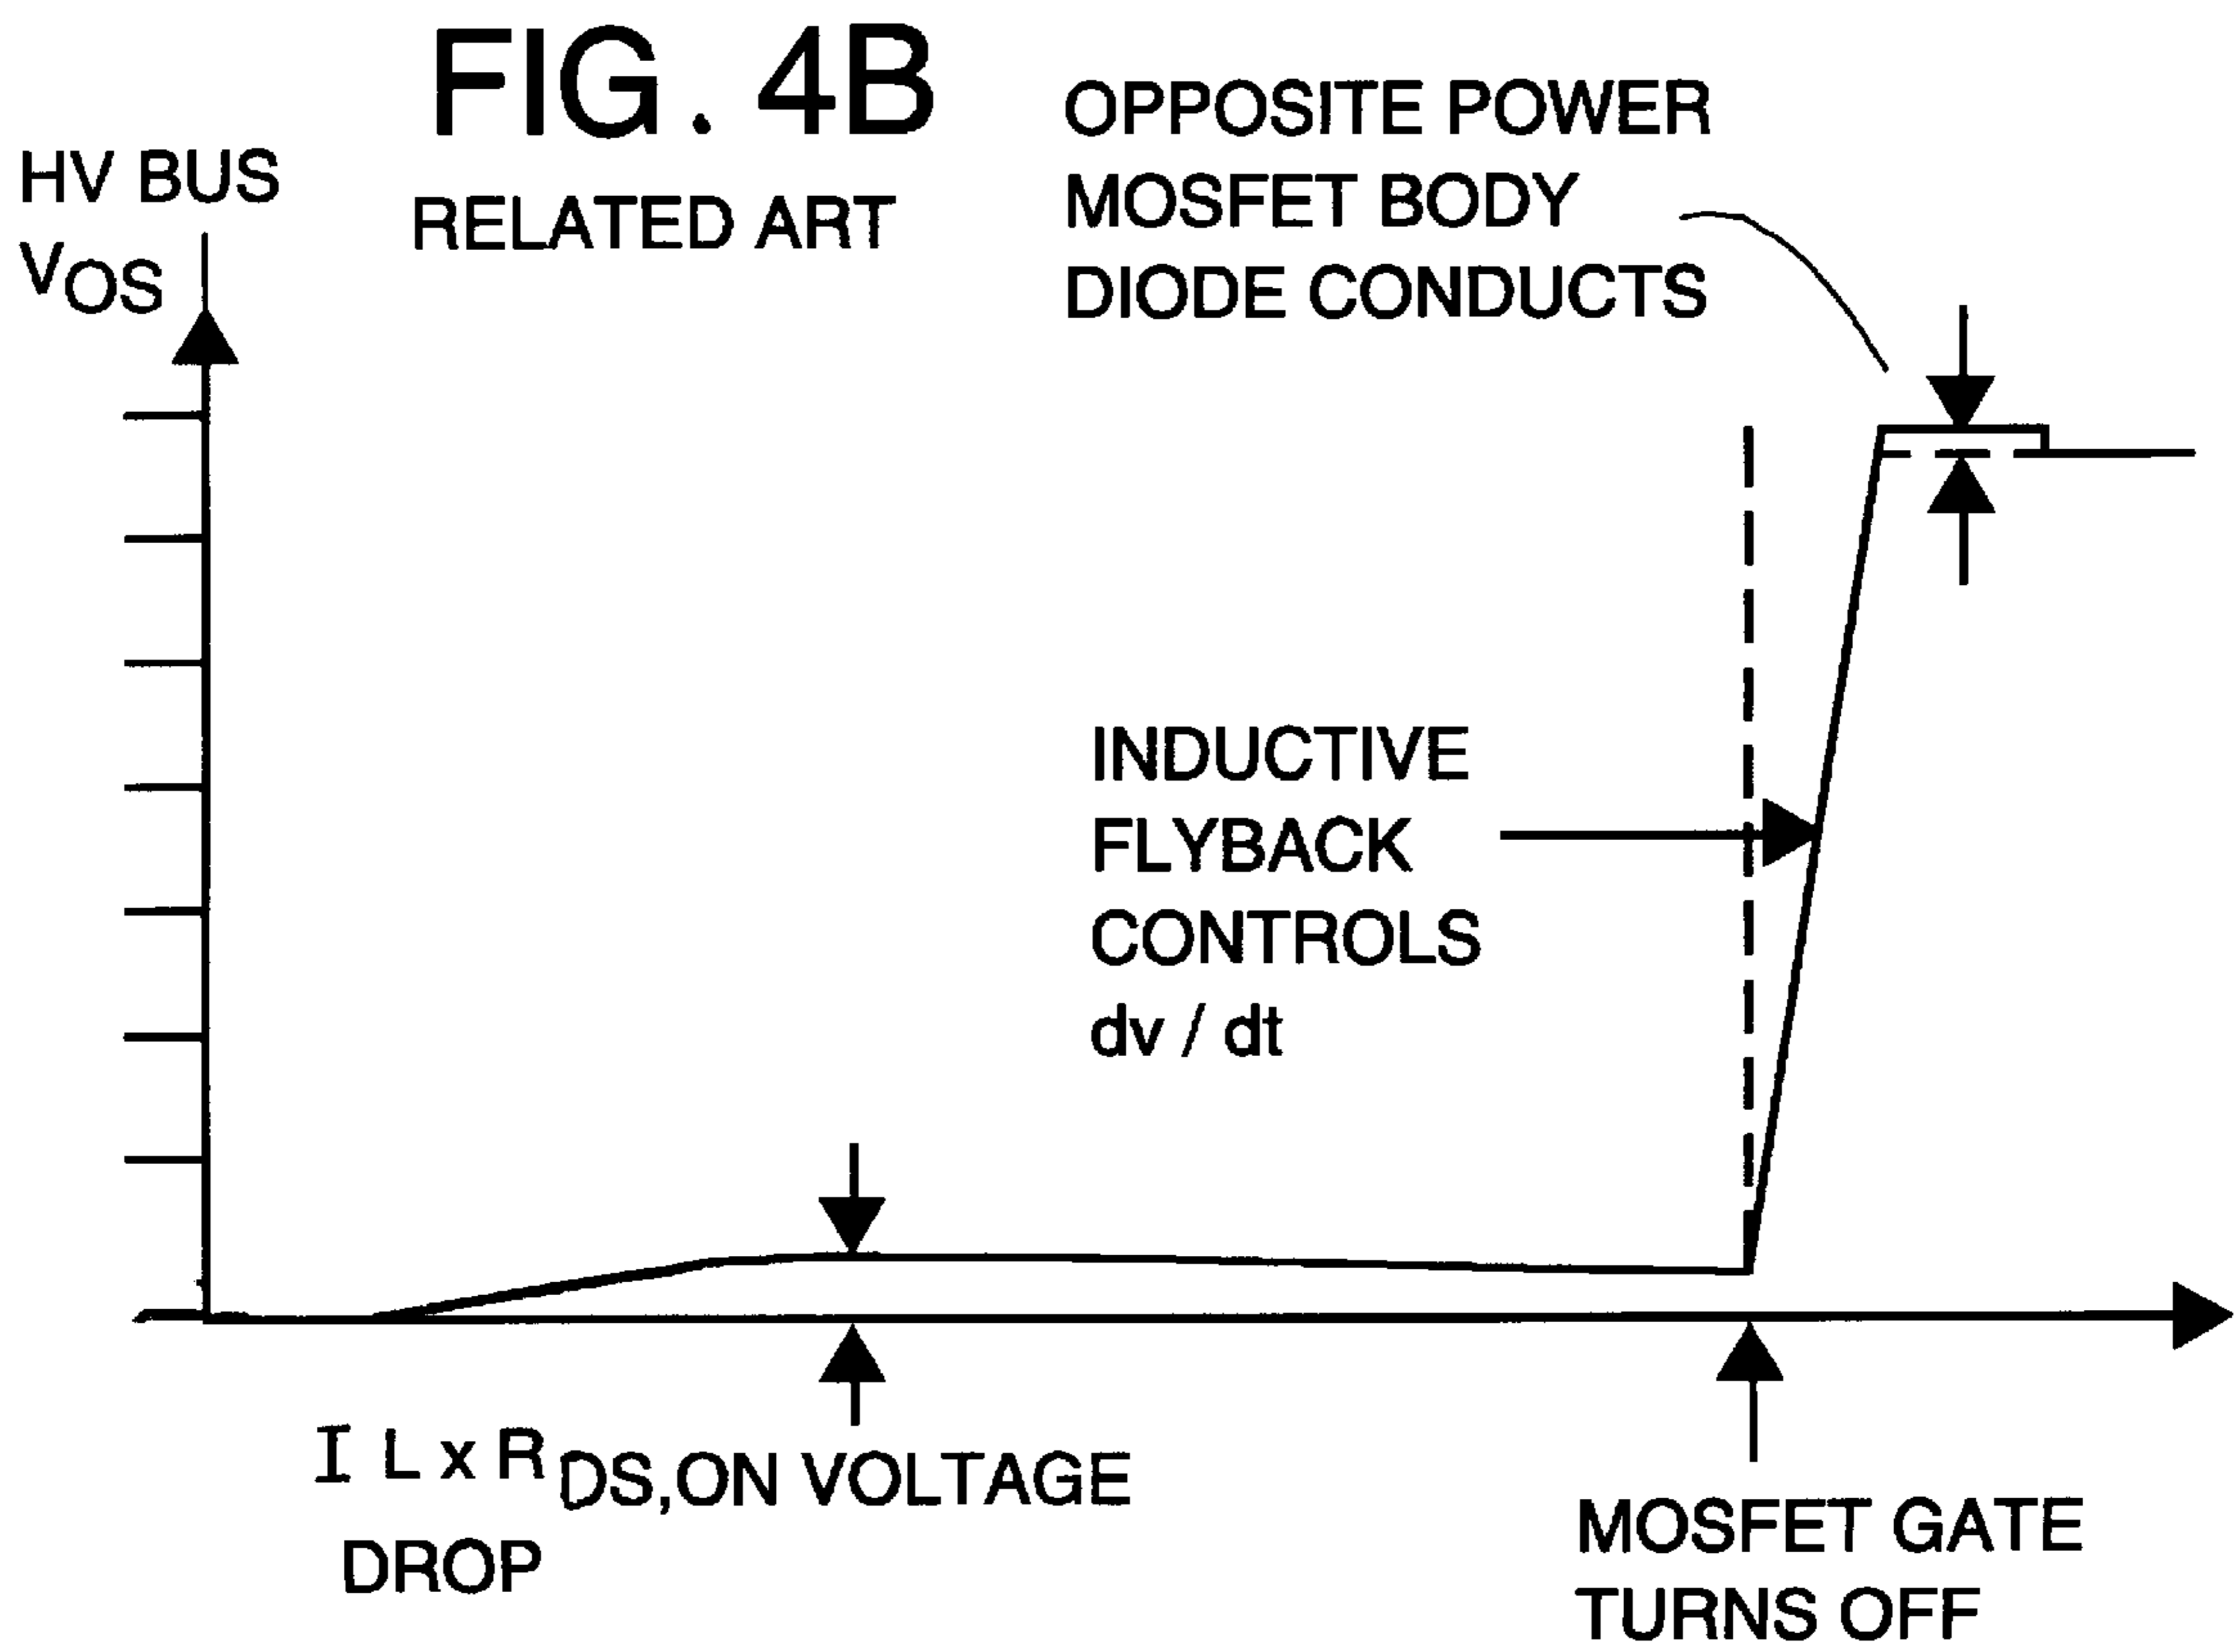 FIG. 4B
RELATED ART
HV BUS
VOS
OPPOSITE POWER
MOSFET BODY
DIODE CONDUCTS
INDUCTIVE
FLYBACK
CONTROLS
dv / dt
I L x R DS,ON VOLTAGE
DROP
MOSFET GATE
TURNS OFF